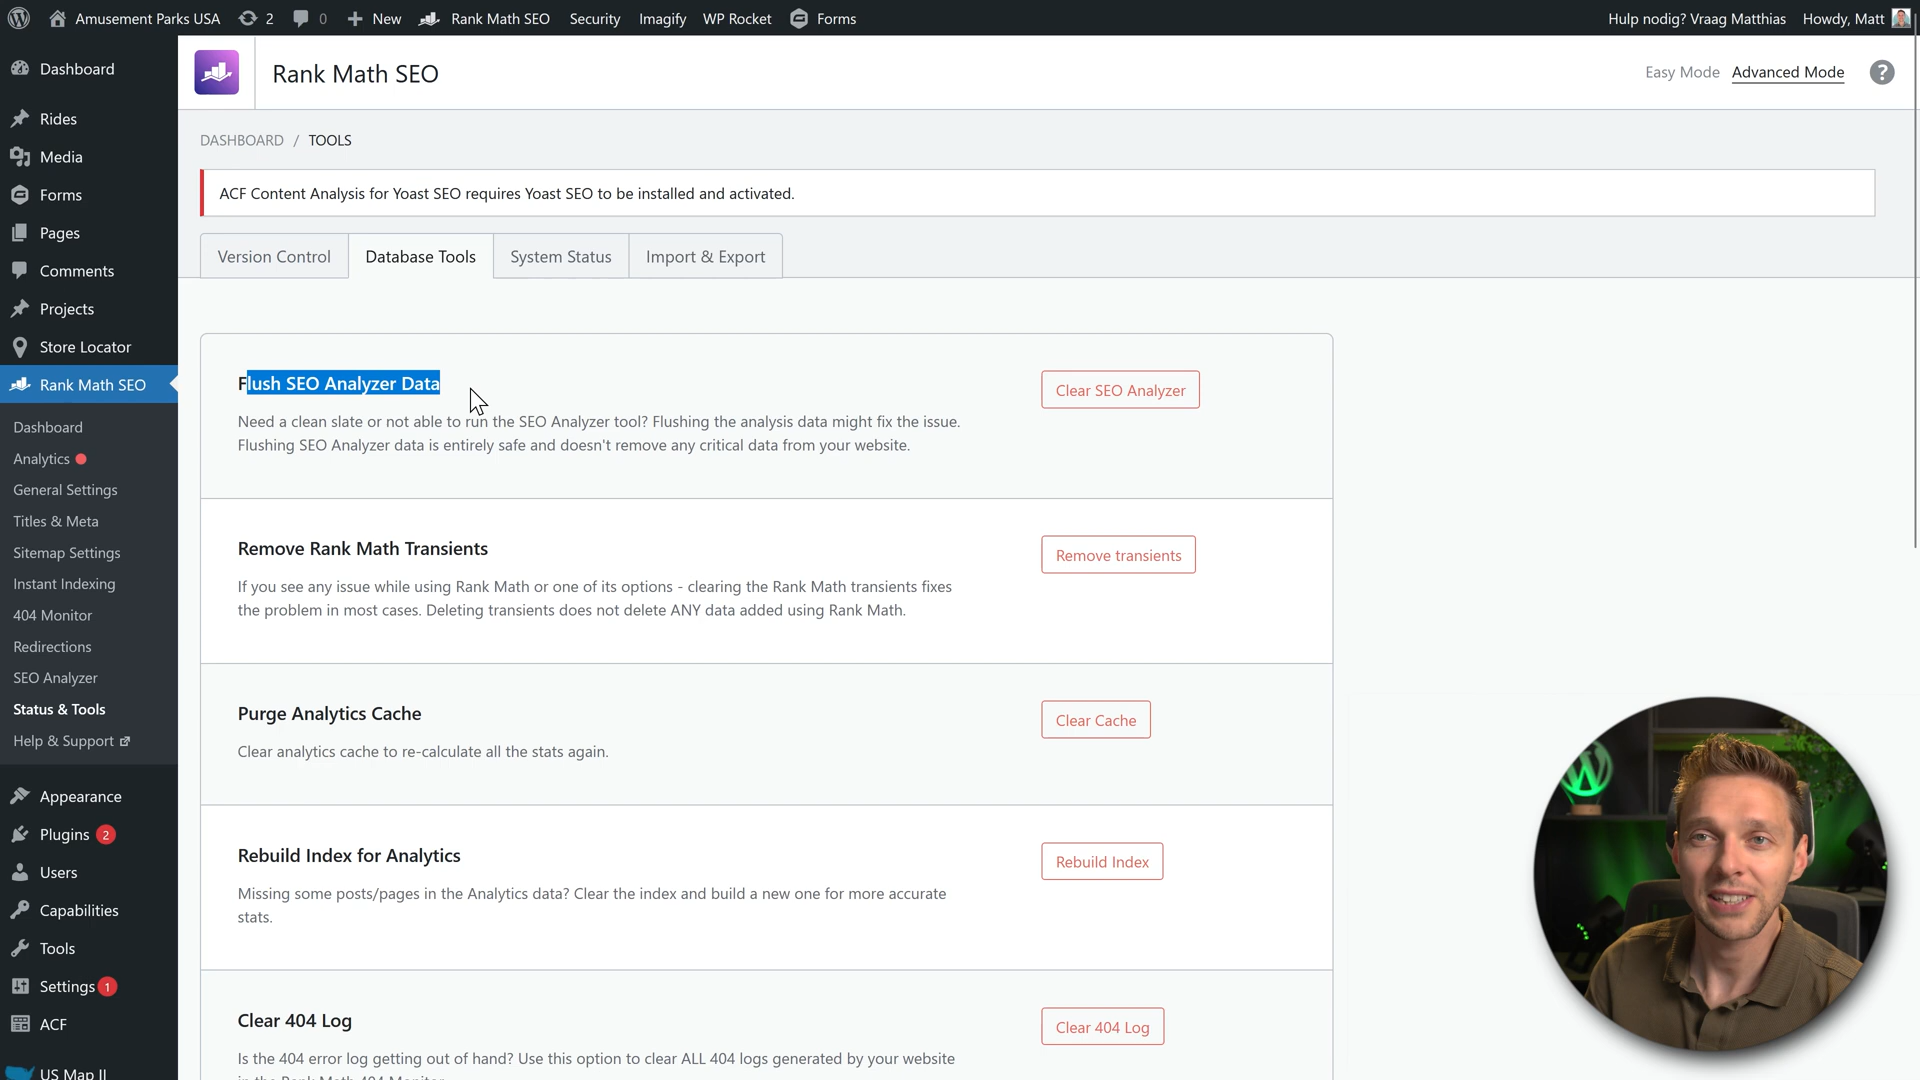 Amusement Parks USA 2 0 New Rank Math SEO Security Imagify WP Rocket Forms Hulp nodig? Vraag Matthias Howdy, Matt
Dashboard
Rides
Media
Forms
Pages
Comments
Projects
Store Locator
Rank Math SEO
Dashboard
Analytics
General Settings
Titles & Meta
Sitemap Settings
Instant Indexing
404 Monitor
Redirections
SEO Analyzer
Status & Tools
Help & Support
Appearance
Plugins 2
Users
Capabilities
Tools
Settings 1
ACF
US Map II
Rank Math SEO
Easy Mode Advanced Mode ?
DASHBOARD / TOOLS
ACF Content Analysis for Yoast SEO requires Yoast SEO to be installed and activated.
Version Control Database Tools System Status Import & Export
Flush SEO Analyzer Data
Need a clean slate or not able to run the SEO Analyzer tool? Flushing the analysis data might fix the issue.
Flushing SEO Analyzer data is entirely safe and doesn't remove any critical data from your website.
Clear SEO Analyzer
Remove Rank Math Transients
If you see any issue while using Rank Math or one of its options - clearing the Rank Math transients fixes
the problem in most cases. Deleting transients does not delete ANY data added using Rank Math.
Remove transients
Purge Analytics Cache
Clear analytics cache to re-calculate all the stats again.
Clear Cache
Rebuild Index for Analytics
Missing some posts/pages in the Analytics data? Clear the index and build a new one for more accurate
stats.
Rebuild Index
Clear 404 Log
Is the 404 error log getting out of hand? Use this option to clear ALL 404 logs generated by your website
in the Rank Math 404 Monitor.
Clear 404 Log